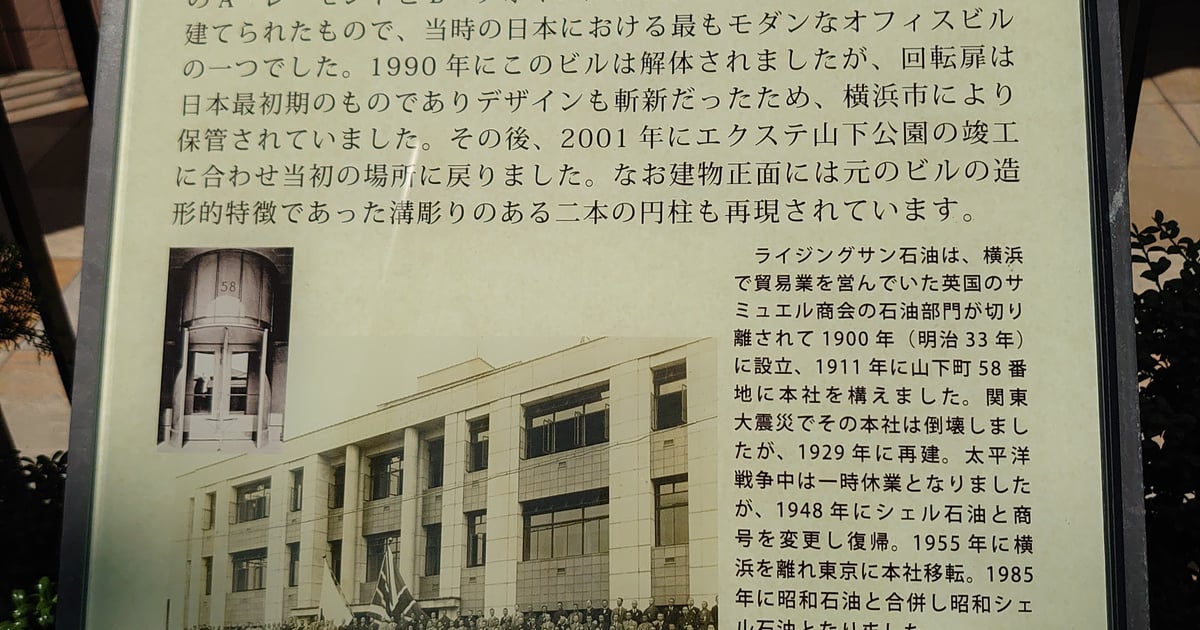 建てられたもので、当時の日本における最もモダンなオフィスビル
の一つでした。1990 年にこのビルは解体されましたが、回転扉は
日本最初期のものでありデザインも斬新だったため、横浜市により
保管されていました。その後、2001 年にエクステ山下公園の竣工
に合わせ当初の場所に戻りました。なお建物正面には元のビルの造
形的特徴であった溝彫りのある二本の円柱も再現されています。
58
ライジングサン石油は、横浜
で貿易業を営んでいた英国のサ
ミュエル商会の石油部門が切り
離されて 1900 年（明治 33 年）
に設立、1911 年に山下町 58 番
地に本社を構えました。関東
大震災でその本社は倒壊しまし
たが、1929 年に再建。太平洋
戦争中は一時休業となりました
が、1948 年にシェル石油と商
号を変更し復帰。1955 年に横
浜を離れ東京に本社移転。1985
年に昭和石油と合併し昭和シェ
ル石油となりました。